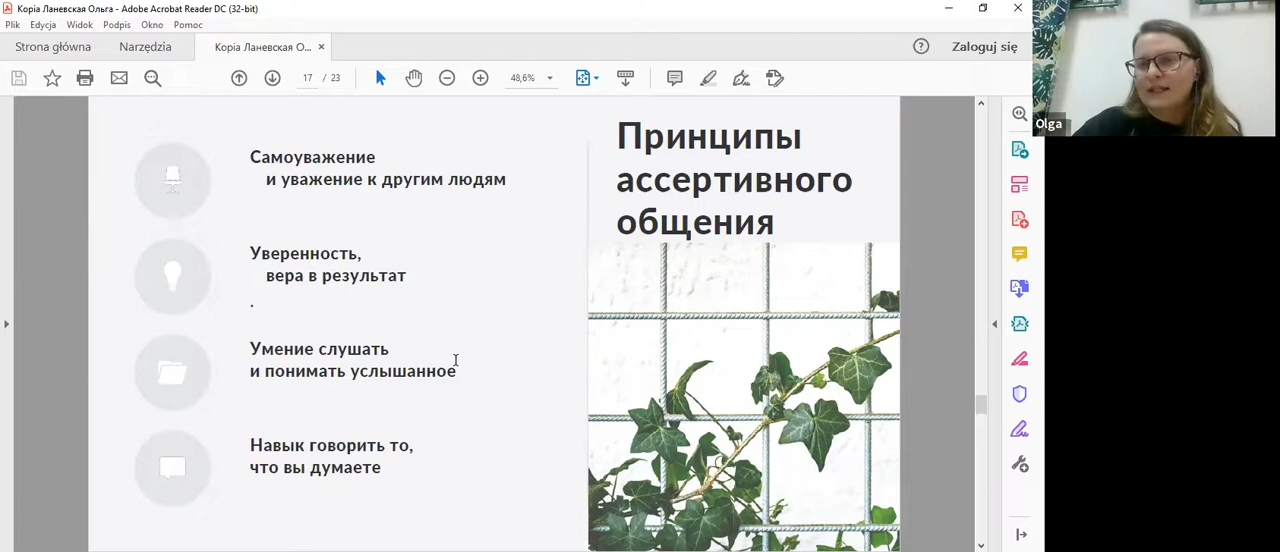 Kopia Ланевская Ольга - Adobe Acrobat Reader DC (32-bit)
Plik Edycja Widok Podpis Okno Pomoc
Strona główna Narzędzia Kopia Ланевская О... ×
Zaloguj się
17 / 23
48,6%
Olga
Принципы
ассертивного
общения
Самоуважение
и уважение к другим людям
Уверенность,
вера в результат
.
Умение слушать
и понимать услышанное
Навык говорить то,
что вы думаете